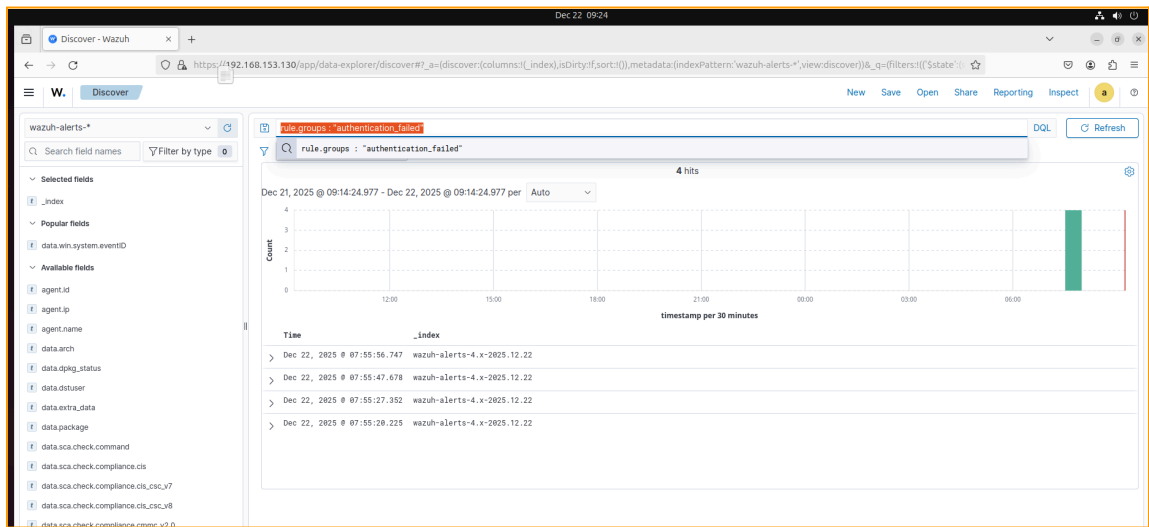 Dec 22 09:24
Discover - Wazuh × +
https://192.168.153.130/app/data-explorer/discover#?_a=(discover:(columns:!(_index),isDirty:!f,sort:!()),metadata:(indexPattern:'wazuh-alerts-*',view:discover))&_q=(filters:!(('$state':
W. Discover New Save Open Share Reporting Inspect a
wazuh-alerts-*
rule.groups : "authentication_failed" DQL Refresh
Search field names Filter by type 0
rule.groups : "authentication_failed"
Selected fields
t _index
Popular fields
t data.win.system.eventID
Available fields
t agent.id
t agent.ip
t agent.name
t data.arch
t data.dpkg_status
t data.dstuser
t data.extra_data
t data.package
t data.sca.check.command
t data.sca.check.compliance.cis
t data.sca.check.compliance.cis_csc_v7
t data.sca.check.compliance.cis_csc_v8
t data.sca.check.compliance.cmmc_v2.0
4 hits
Dec 21, 2025 @ 09:14:24.977 - Dec 22, 2025 @ 09:14:24.977 per Auto
Count
4
3
2
1
0
12:00 15:00 18:00 21:00 00:00 03:00 06:00
timestamp per 30 minutes
Time _index
Dec 22, 2025 @ 07:55:56.747 wazuh-alerts-4.x-2025.12.22
Dec 22, 2025 @ 07:55:47.678 wazuh-alerts-4.x-2025.12.22
Dec 22, 2025 @ 07:55:27.352 wazuh-alerts-4.x-2025.12.22
Dec 22, 2025 @ 07:55:20.225 wazuh-alerts-4.x-2025.12.22